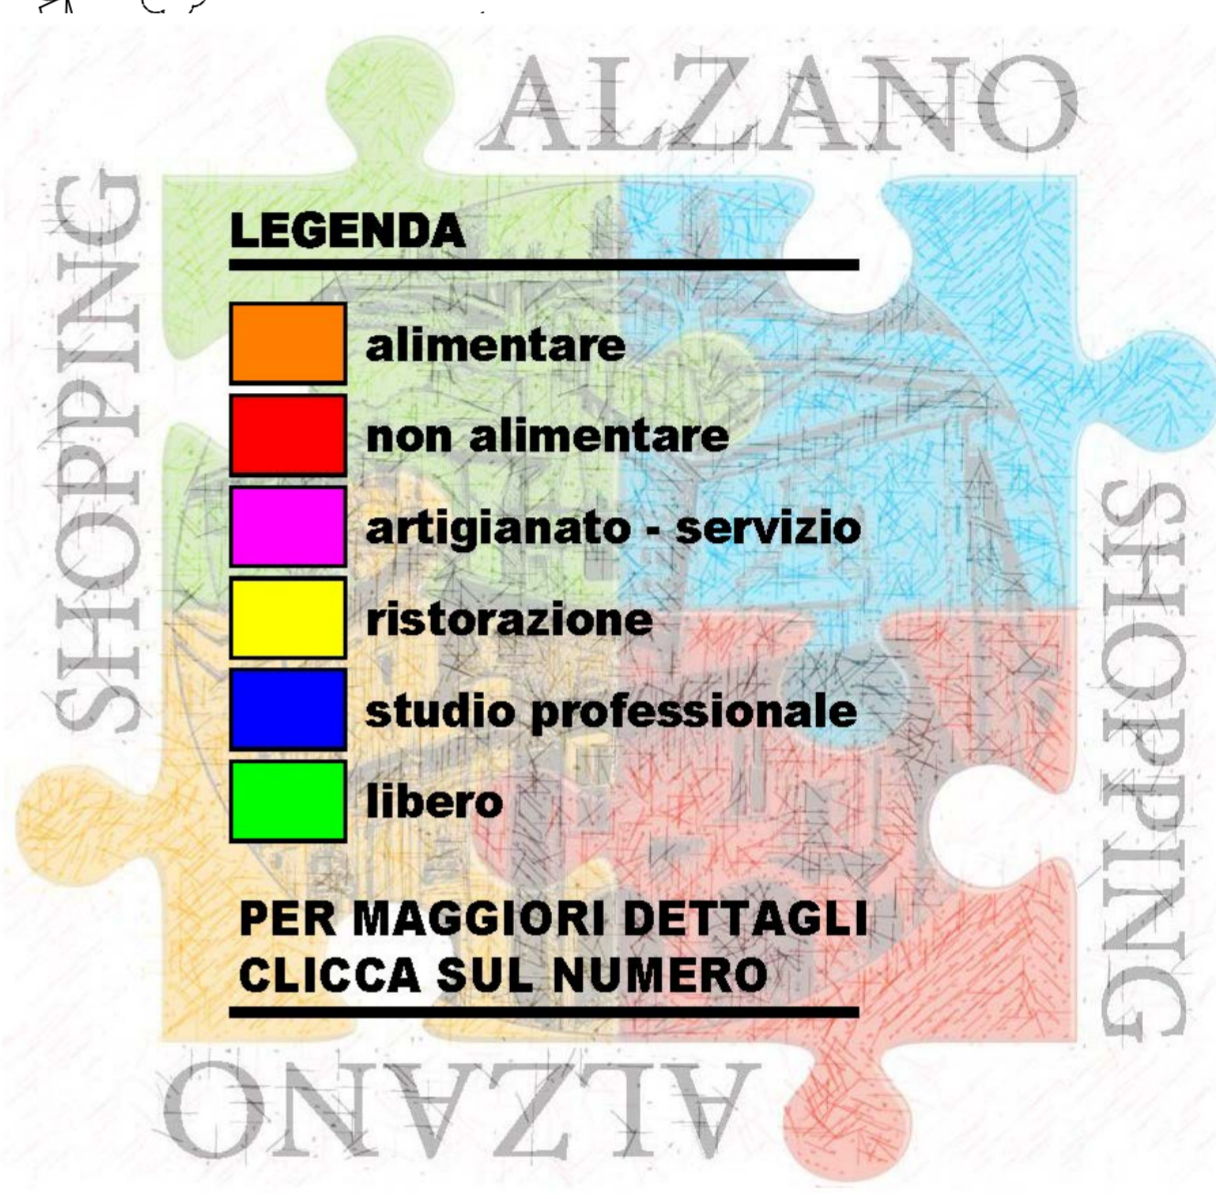 ALZANO
SHOPPING
LEGENDA
alimentare
non alimentare
artigianato - servizio
ristorazione
studio professionale
libero
PER MAGGIORI DETTAGLI
CLICCA SUL NUMERO
SHOPPING
ALZANO